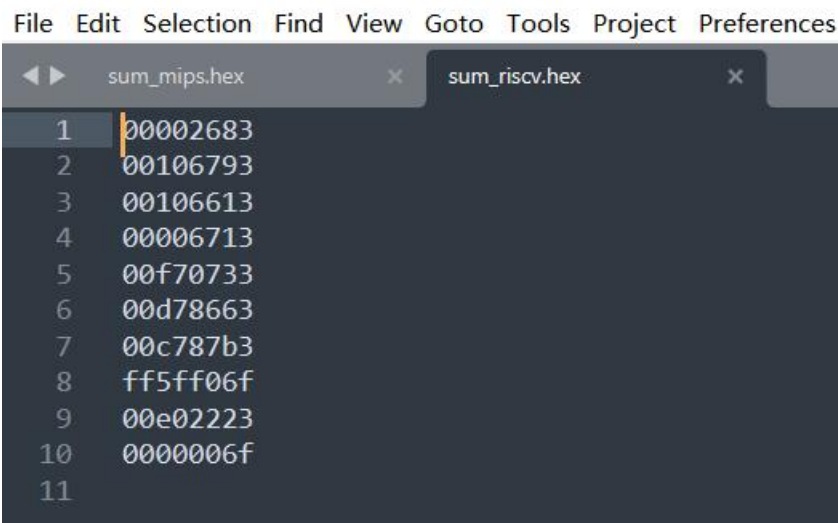 File Edit Selection Find View Goto Tools Project Preferences
sum_mips.hex × sum_riscv.hex ×
1 00002683
2 00106793
3 00106613
4 00006713
5 00f70733
6 00d78663
7 00c787b3
8 ff5ff06f
9 00e02223
10 0000006f
11